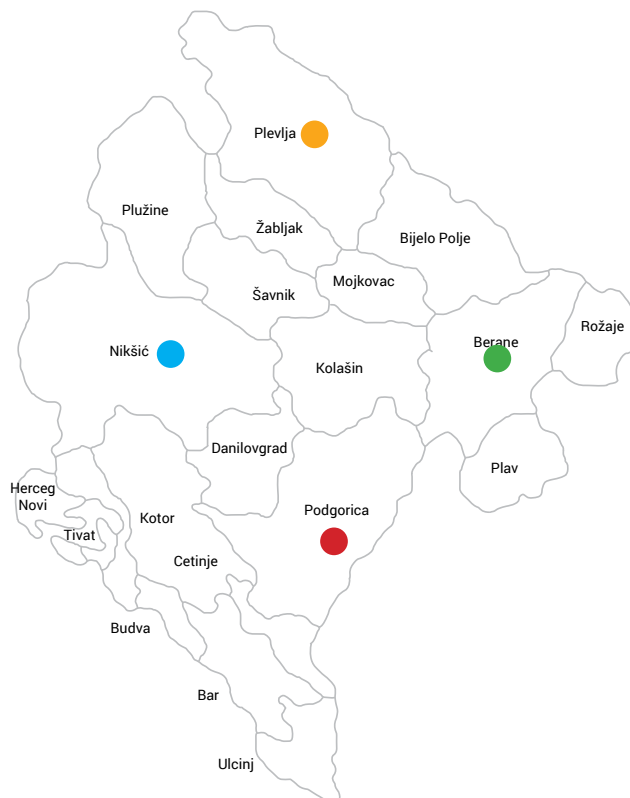 Plevlja
Plužine
Žabljak
Bijelo Polje
Šavnik
Mojkovac
Rožaje
Nikšić
Berane
Kolašin
Danilovgrad
Plav
Herceg
Novi
Podgorica
Kotor
Tivat
Cetinje
Budva
Bar
Ulcinj